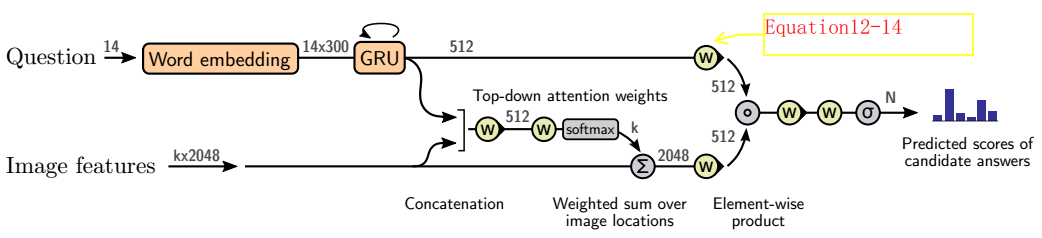 Equation12-14
Question
14
Word embedding
14x300
GRU
512
w
512
Top-down attention weights
w
512
w
softmax
k
w
w
σ
N
512
Predicted scores of
candidate answers
Image features
kx2048
Σ
2048
w
Concatenation
Weighted sum over
image locations
Element-wise
product